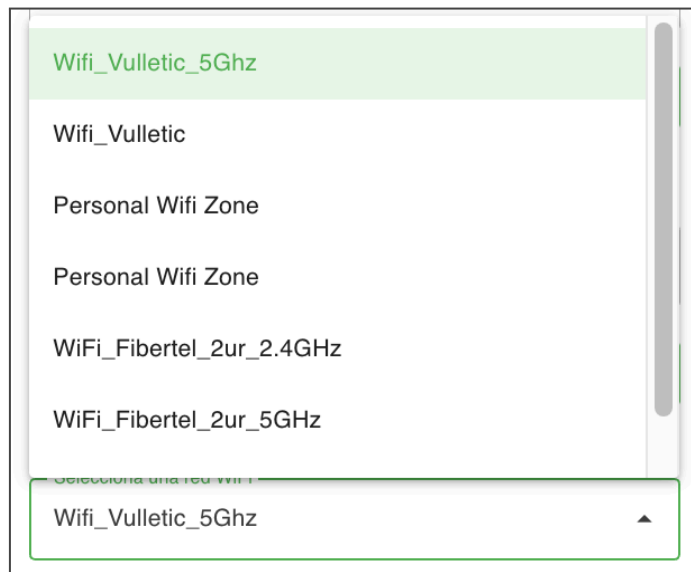 Wifi_Vulletic_5Ghz
Wifi_Vulletic
Personal Wifi Zone
Personal Wifi Zone
WiFi_Fibertel_2ur_2.4GHz
WiFi_Fibertel_2ur_5GHz
Selecciona una red WiFi
Wifi_Vulletic_5Ghz